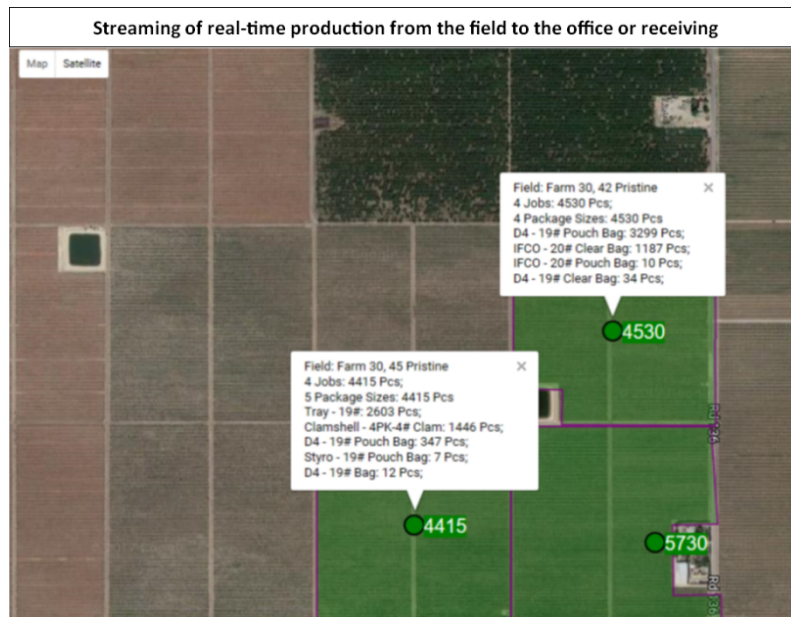 Streaming of real-time production from the field to the office or receiving
Map Satellite
Field: Farm 30, 42 Pristine
4 Jobs: 4530 Pcs;
4 Package Sizes: 4530 Pcs
D4 - 19# Pouch Bag: 3299 Pcs;
IFCO - 20# Clear Bag: 1187 Pcs;
IFCO - 20# Pouch Bag: 10 Pcs;
D4 - 19# Clear Bag: 34 Pcs;
4530
Field: Farm 30, 45 Pristine
4 Jobs: 4415 Pcs;
5 Package Sizes: 4415 Pcs
Tray - 19#: 2603 Pcs;
Clamshell - 4PK-4# Clam: 1446 Pcs;
D4 - 19# Pouch Bag: 347 Pcs;
Styro - 19# Pouch Bag: 7 Pcs;
D4 - 19# Bag: 12 Pcs;
Rd 136
4415
5730
Rd 136